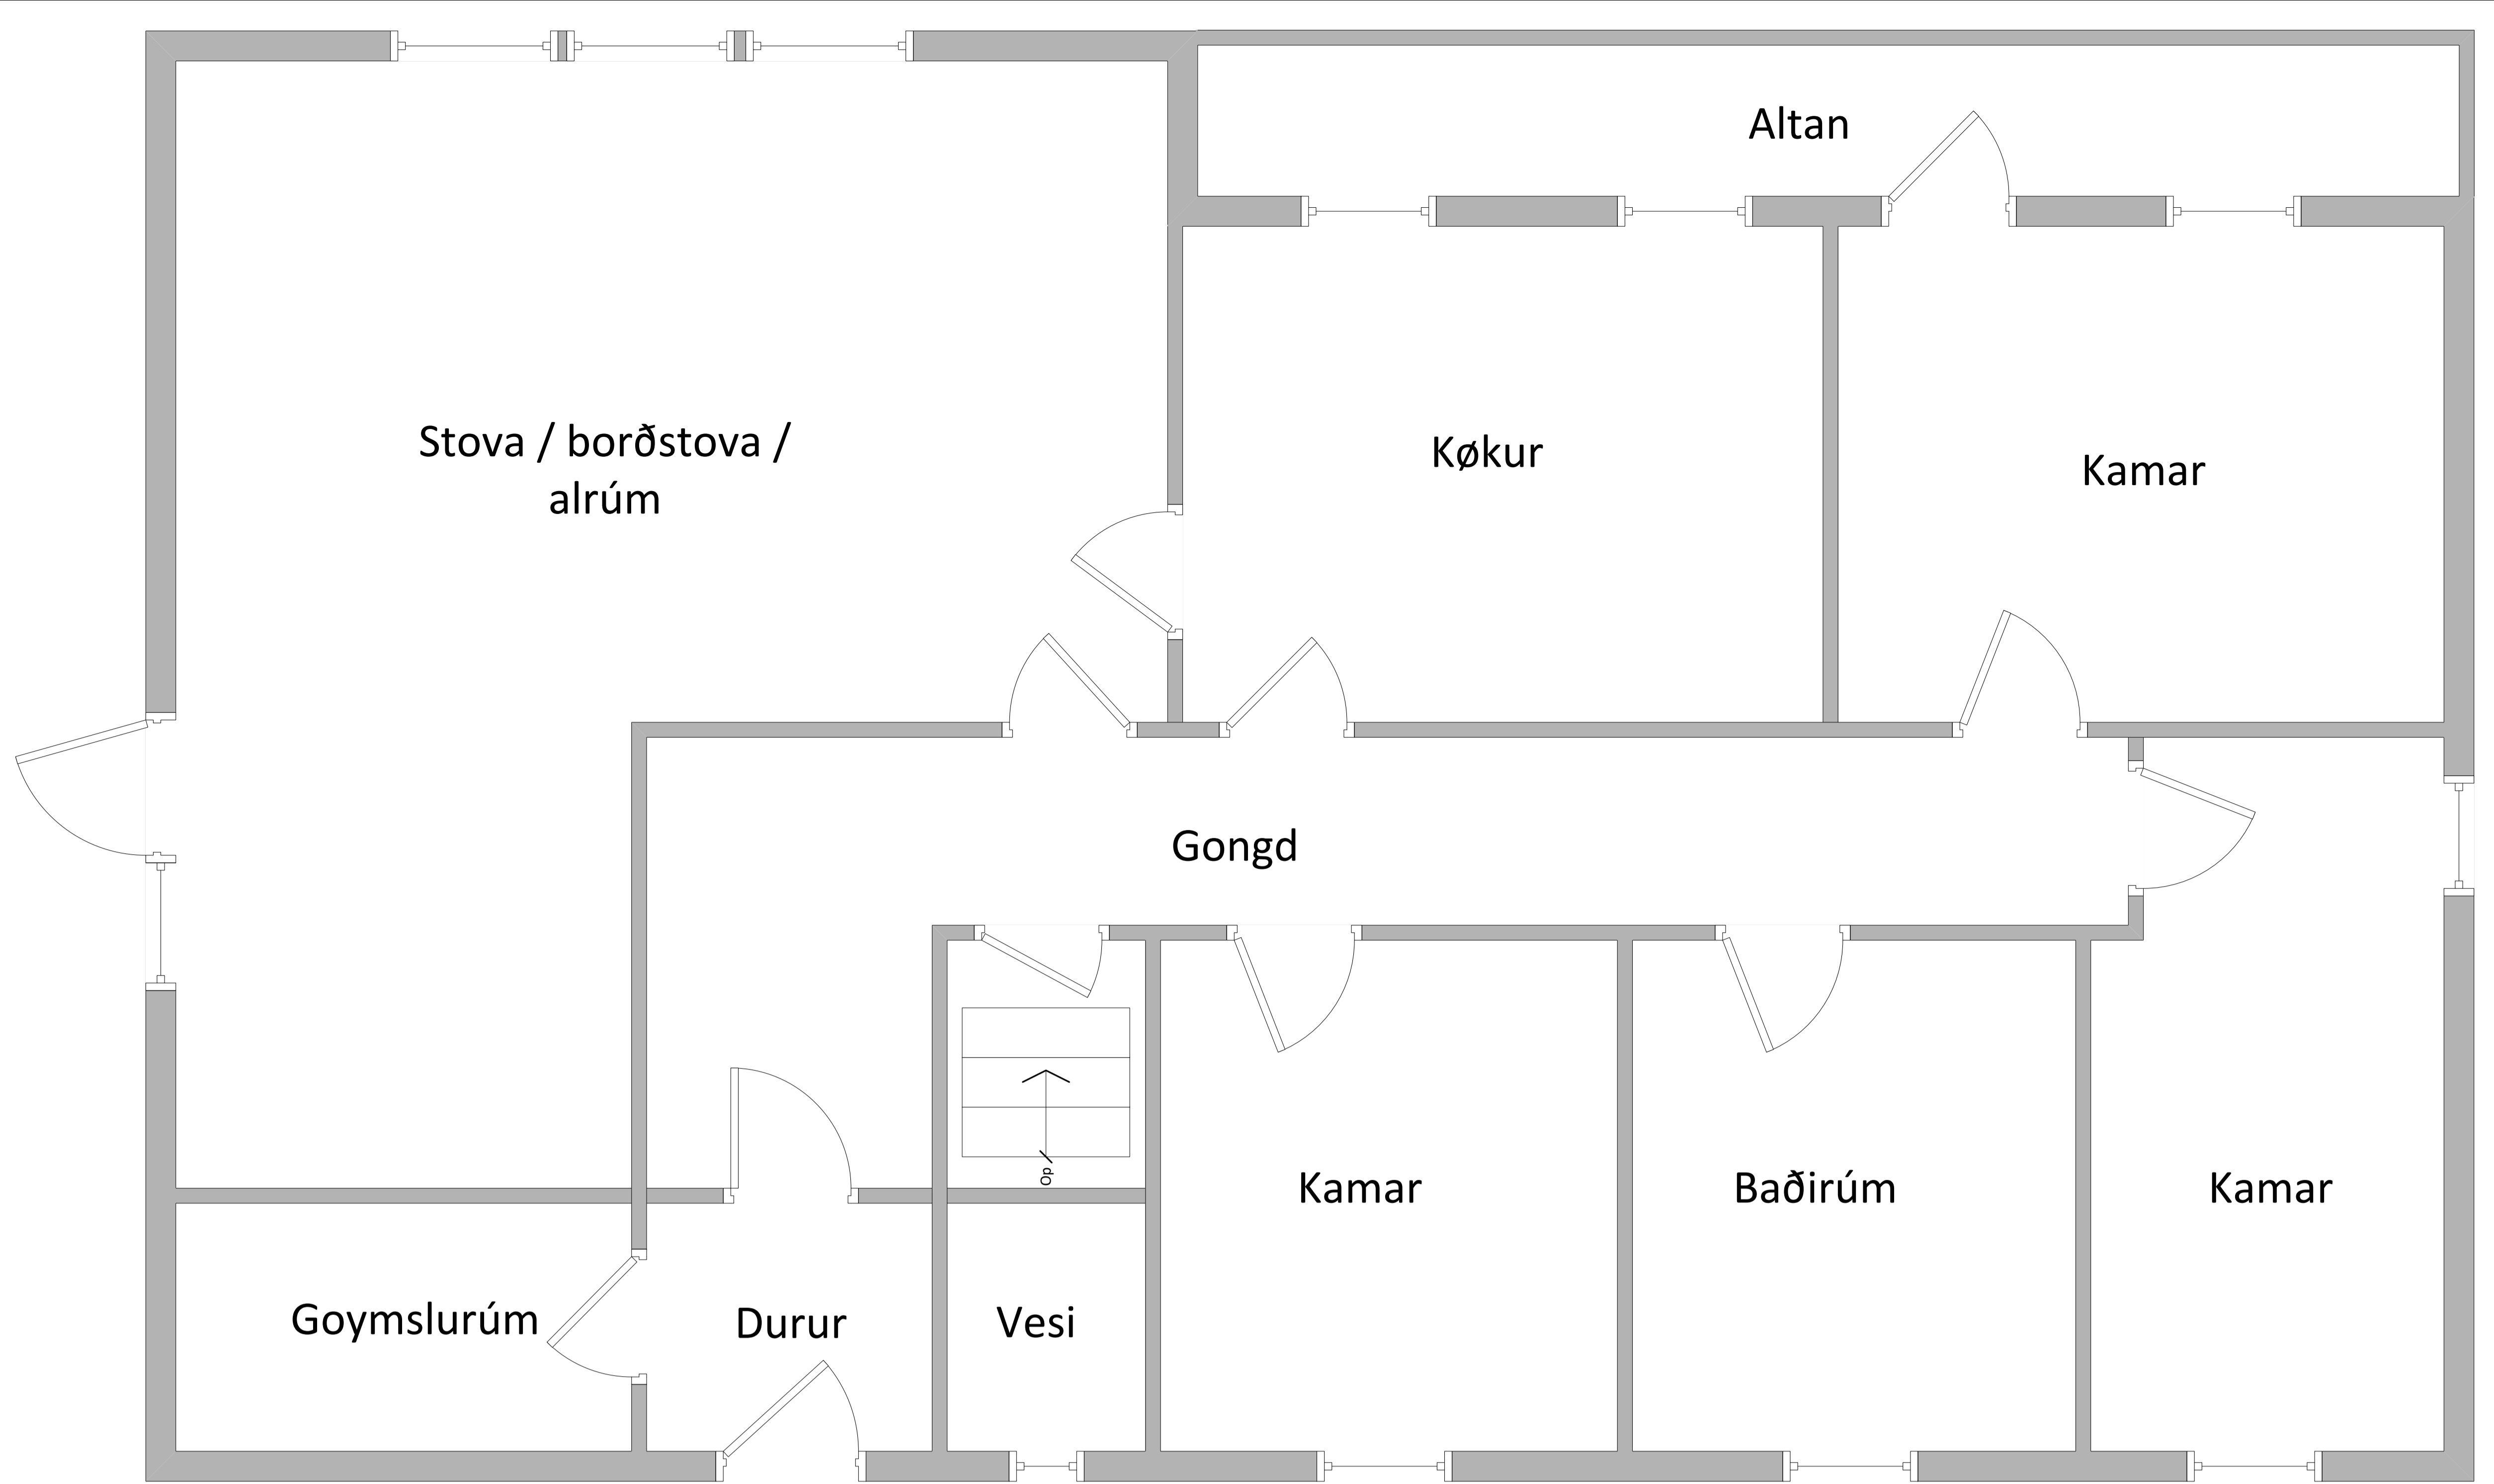 Altan
Stova / borðstova /
alrúm
Køkur
Kamar
Gongd
Op
Kamar
Baðirúm
Kamar
Goymslurúm
Durur
Vesi